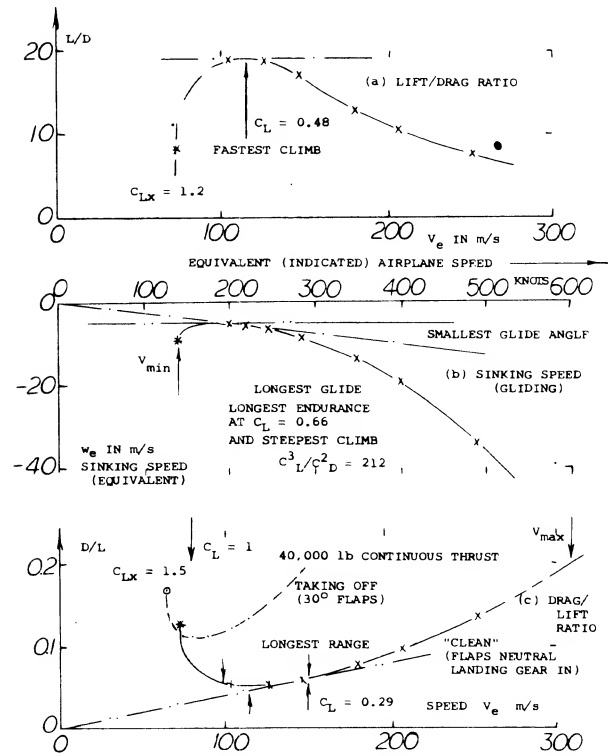 L/D
20
10
0
(a) LIFT/DRAG RATIO
C_L = 0.48
FASTEST CLIMB
C_Lx = 1.2
0
100
200
300
V_e IN m/s
EQUIVALENT (INDICATED) AIRPLANE SPEED
KNOTS
0
100
200
300
400
500
600
0
-20
-40
SMALLEST GLIDE ANGLE
V_min
(b) SINKING SPEED
(GLIDING)
LONGEST GLIDE
LONGEST ENDURANCE
AT C_L = 0.66
AND STEEPEST CLIMB
C^3_L/C^2_D = 212
w_e IN m/s
SINKING SPEED
(EQUIVALENT)
D/L
C_L = 1
V_max
40,000 lb CONTINUOUS THRUST
0.2
C_Lx = 1.5
TAKING OFF
(30° FLAPS)
(c) DRAG/
LIFT
RATIO
0.1
LONGEST RANGE
"CLEAN"
(FLAPS NEUTRAL
LANDING GEAR IN)
C_L = 0.29
SPEED V_e m/s
0
0
100
200
300